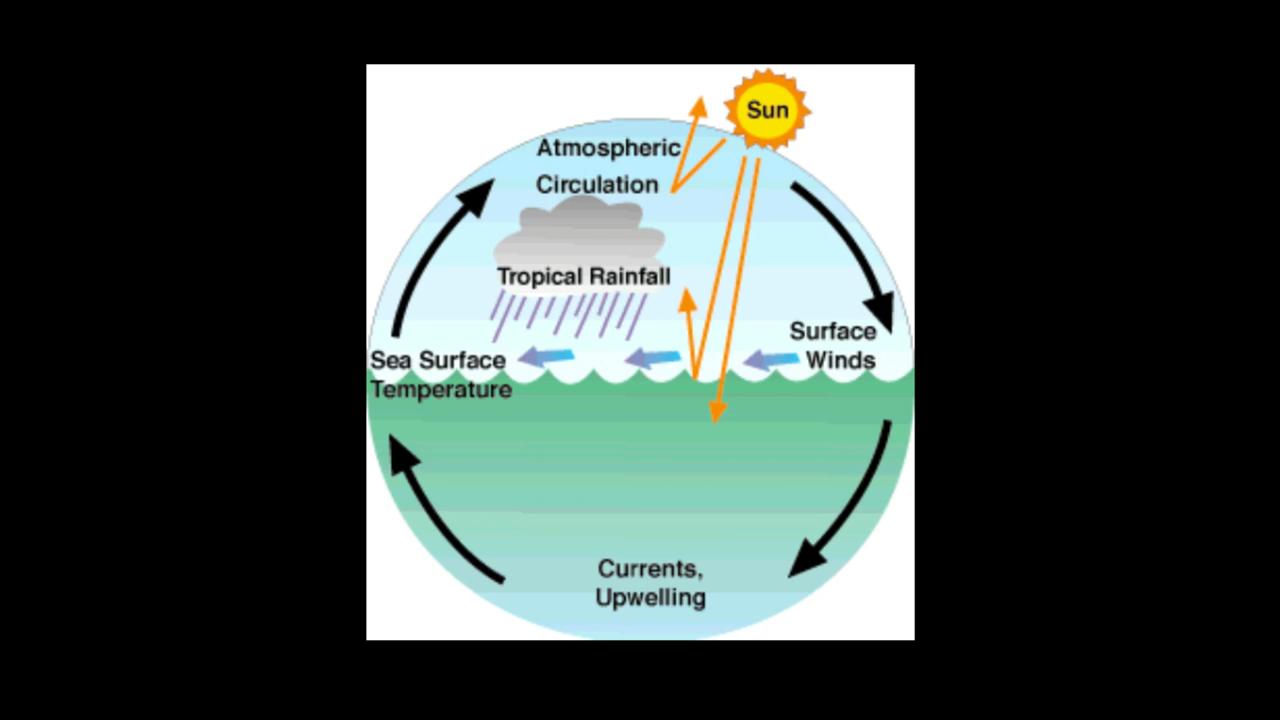 Sun
Atmospheric
Circulation
Tropical Rainfall
Surface
Winds
Sea Surface
Temperature
Currents,
Upwelling